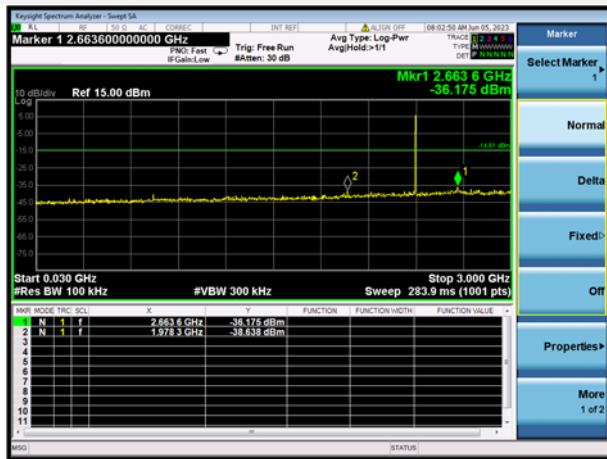 Keysight Spectrum Analyzer - Swept SA
RL RF 50 Ω AC CORREC INT REF ALIGN OFF 08:02:50 AM Jun 05, 2023
Marker 1 2.663600000000 GHz
PNO: Fast
IFGain:Low
Trig: Free Run
#Atten: 30 dB
Avg Type: Log-Pwr
Avg|Hold:>1/1
TRACE 1 2 3 4 5 6
TYPE M
DET P N N N N N
Mkr1 2.663 6 GHz
-36.175 dBm
10 dB/div Ref 15.00 dBm
Log
5.00
-5.00
-15.0
-14.61 dBm
-25.0
-35.0
-45.0
-55.0
-65.0
-75.0
2
1
Start 0.030 GHz
Stop 3.000 GHz
#Res BW 100 kHz #VBW 300 kHz Sweep 283.9 ms (1001 pts)
MKR MODE TRC SCL X Y FUNCTION FUNCTION WIDTH FUNCTION VALUE
1 N 1 f 2.663 6 GHz -36.175 dBm
2 N 1 f 1.978 3 GHz -38.638 dBm
3
4
5
6
7
8
9
10
11
MSG
STATUS
Marker
Select Marker
1
Normal
Delta
Fixed
Off
Properties
More
1 of 2